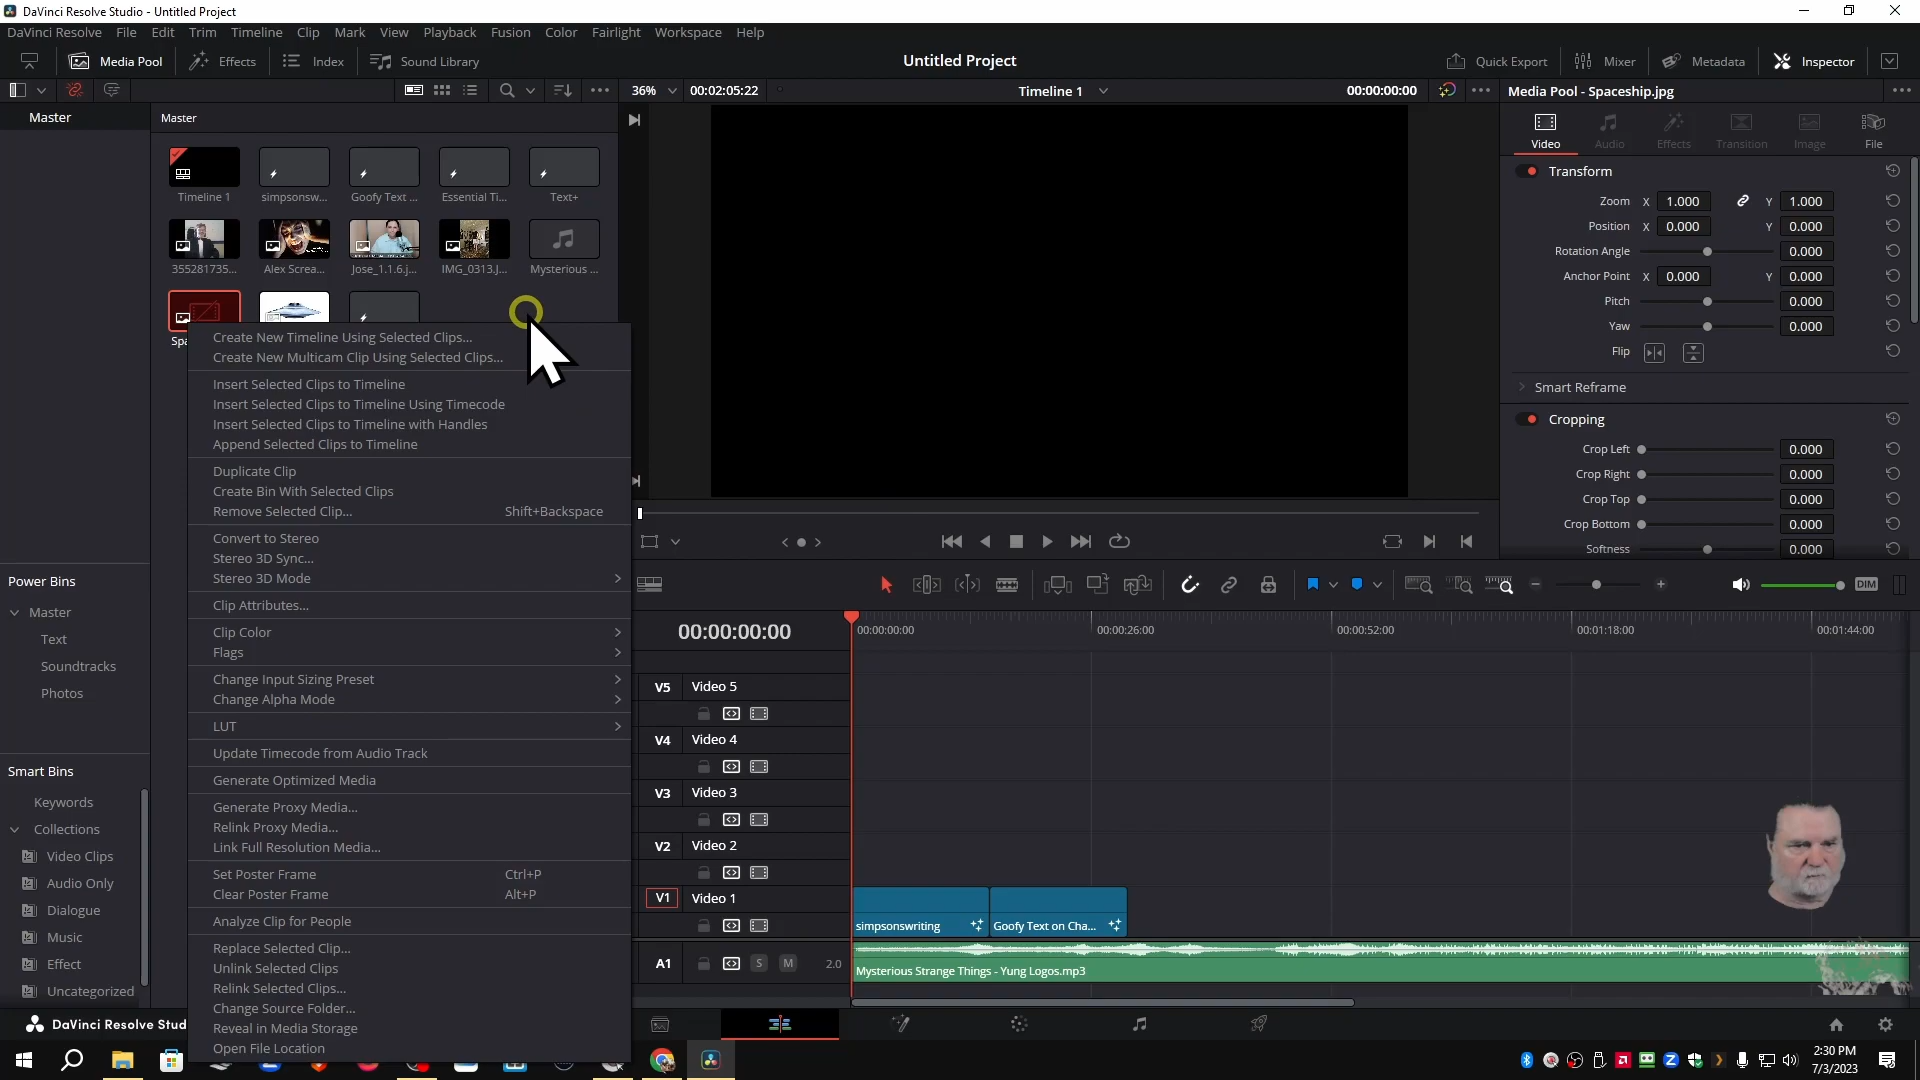 DaVinci Resolve Studio - Untitled Project
DaVinci Resolve File Edit Trim Timeline Clip Mark View Playback Fusion Color Fairlight Workspace Help
Media Pool Effects Index Sound Library Untitled Project Quick Export Mixer Metadata Inspector
36% 00:02:05:22 Timeline 1 00:00:00:00 Media Pool - Spaceship.jpg
Master Master
Video Audio Effects Transition Image File
Timeline 1 simpsonsw... Goofy Text ... Essential Ti... Text+
355281735... Alex Screa... Jose_1.1.6.j... IMG_0313.J... Mysterious ...
Spa
Create New Timeline Using Selected Clips...
Create New Multicam Clip Using Selected Clips...
Insert Selected Clips to Timeline
Insert Selected Clips to Timeline Using Timecode
Insert Selected Clips to Timeline with Handles
Append Selected Clips to Timeline
Duplicate Clip
Create Bin With Selected Clips
Remove Selected Clip... Shift+Backspace
Convert to Stereo
Stereo 3D Sync...
Stereo 3D Mode
Clip Attributes...
Clip Color
Flags
Change Input Sizing Preset
Change Alpha Mode
LUT
Update Timecode from Audio Track
Generate Optimized Media
Generate Proxy Media...
Relink Proxy Media...
Link Full Resolution Media...
Set Poster Frame Ctrl+P
Clear Poster Frame Alt+P
Analyze Clip for People
Replace Selected Clip...
Unlink Selected Clips
Relink Selected Clips...
Change Source Folder...
Reveal in Media Storage
Open File Location
Transform
Zoom X 1.000 Y 1.000
Position X 0.000 Y 0.000
Rotation Angle 0.000
Anchor Point X 0.000 Y 0.000
Pitch 0.000
Yaw 0.000
Flip
Smart Reframe
Cropping
Crop Left 0.000
Crop Right 0.000
Crop Top 0.000
Crop Bottom 0.000
Softness 0.000
Power Bins
Master
Text
Soundtracks
Photos
Smart Bins
Keywords
Collections
Video Clips
Audio Only
Dialogue
Music
Effect
Uncategorized
DIM
00:00:00:00 00:00:00:00 00:00:26:00 00:00:52:00 00:01:18:00 00:01:44:00
V5 Video 5
V4 Video 4
V3 Video 3
V2 Video 2
V1 Video 1
simpsonswriting Goofy Text on Cha...
A1 S M 2.0
Mysterious Strange Things - Yung Logos.mp3
DaVinci Resolve Stud
2:30 PM
7/3/2023